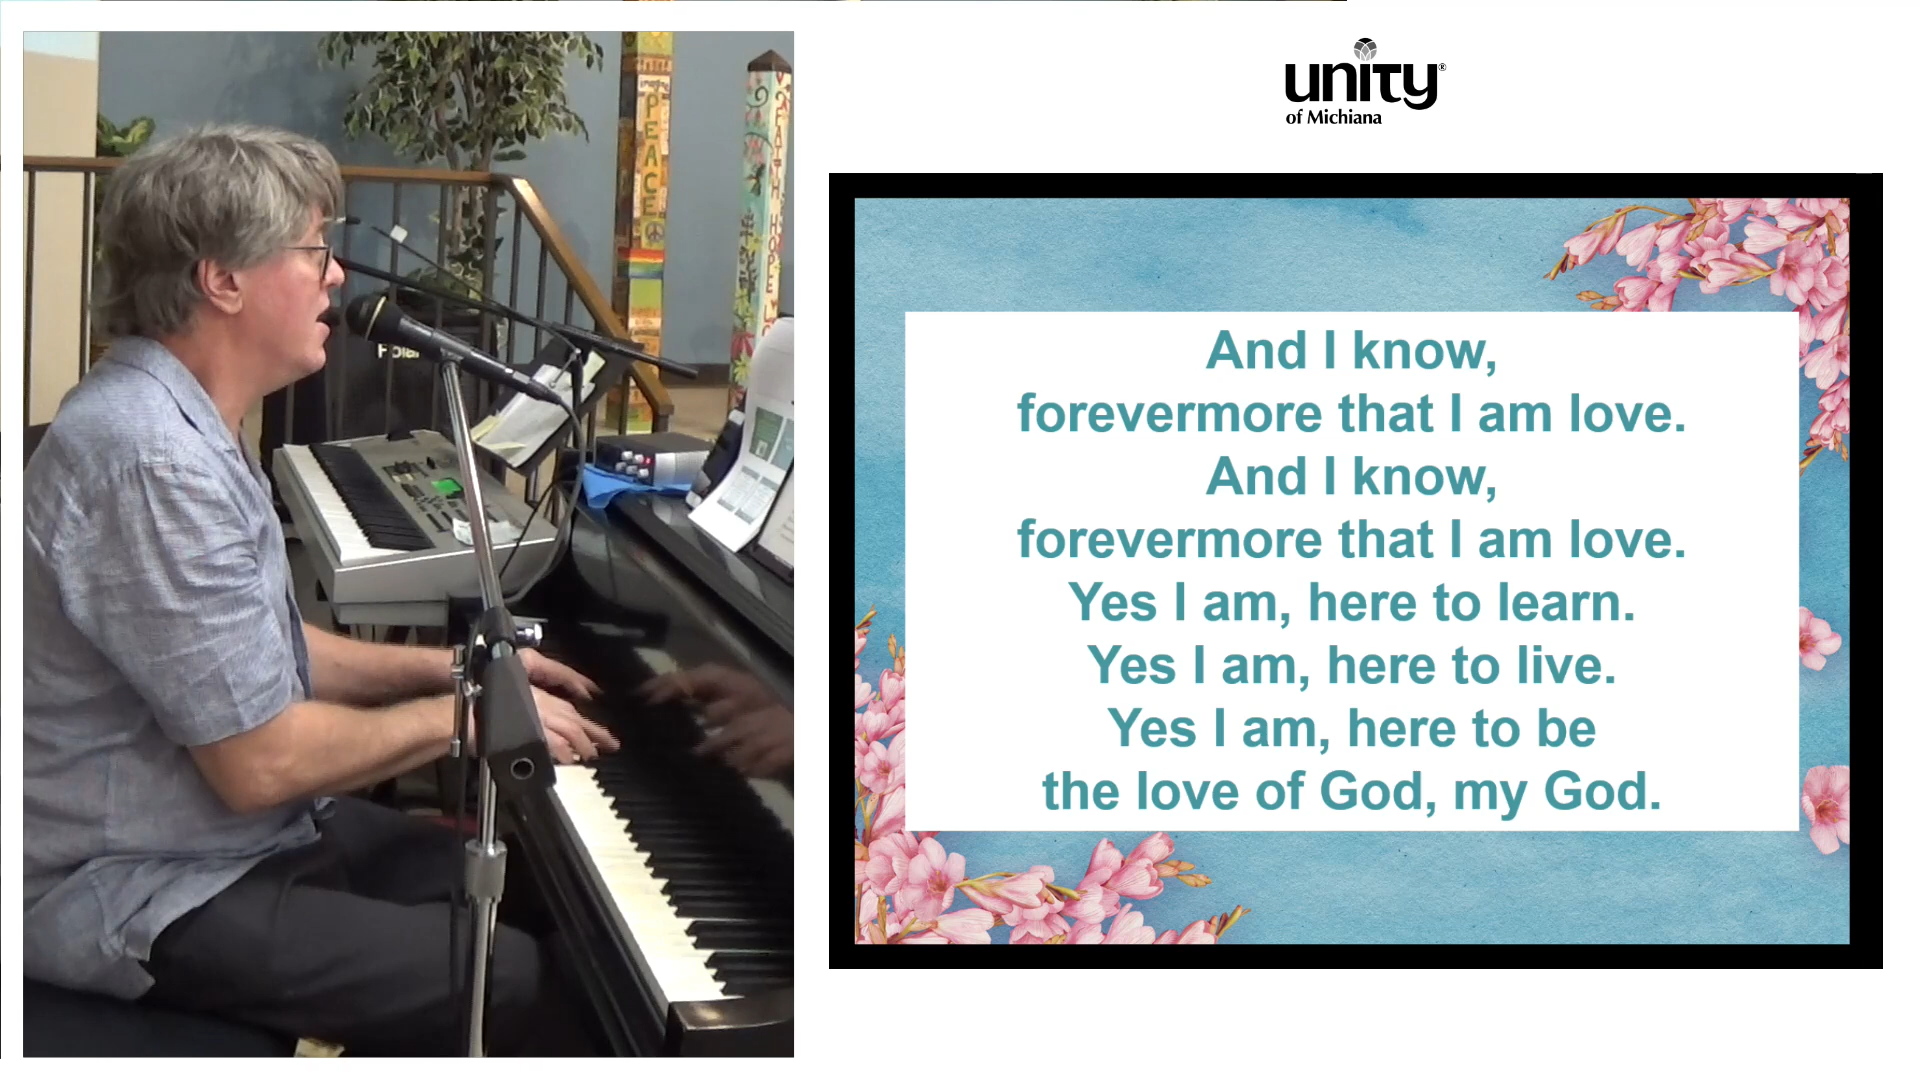 PEACE
FAITH HOPE
unity®
of Michiana
And I know,
forevermore that I am love.
And I know,
forevermore that I am love.
Yes I am, here to learn.
Yes I am, here to live.
Yes I am, here to be
the love of God, my God.